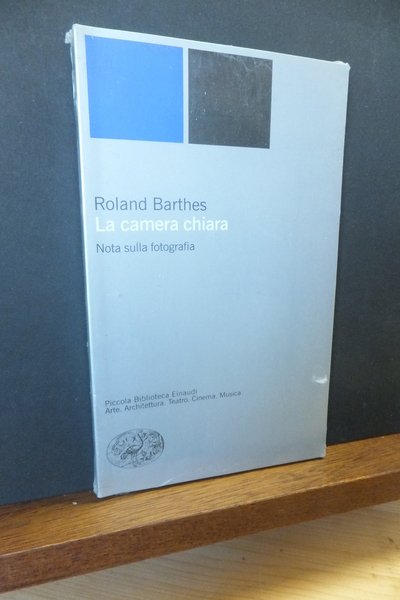 Roland Barthes
La camera chiara
Nota sulla fotografia
Piccola Biblioteca Einaudi
Arte. Architettura. Teatro. Cinema. Musica